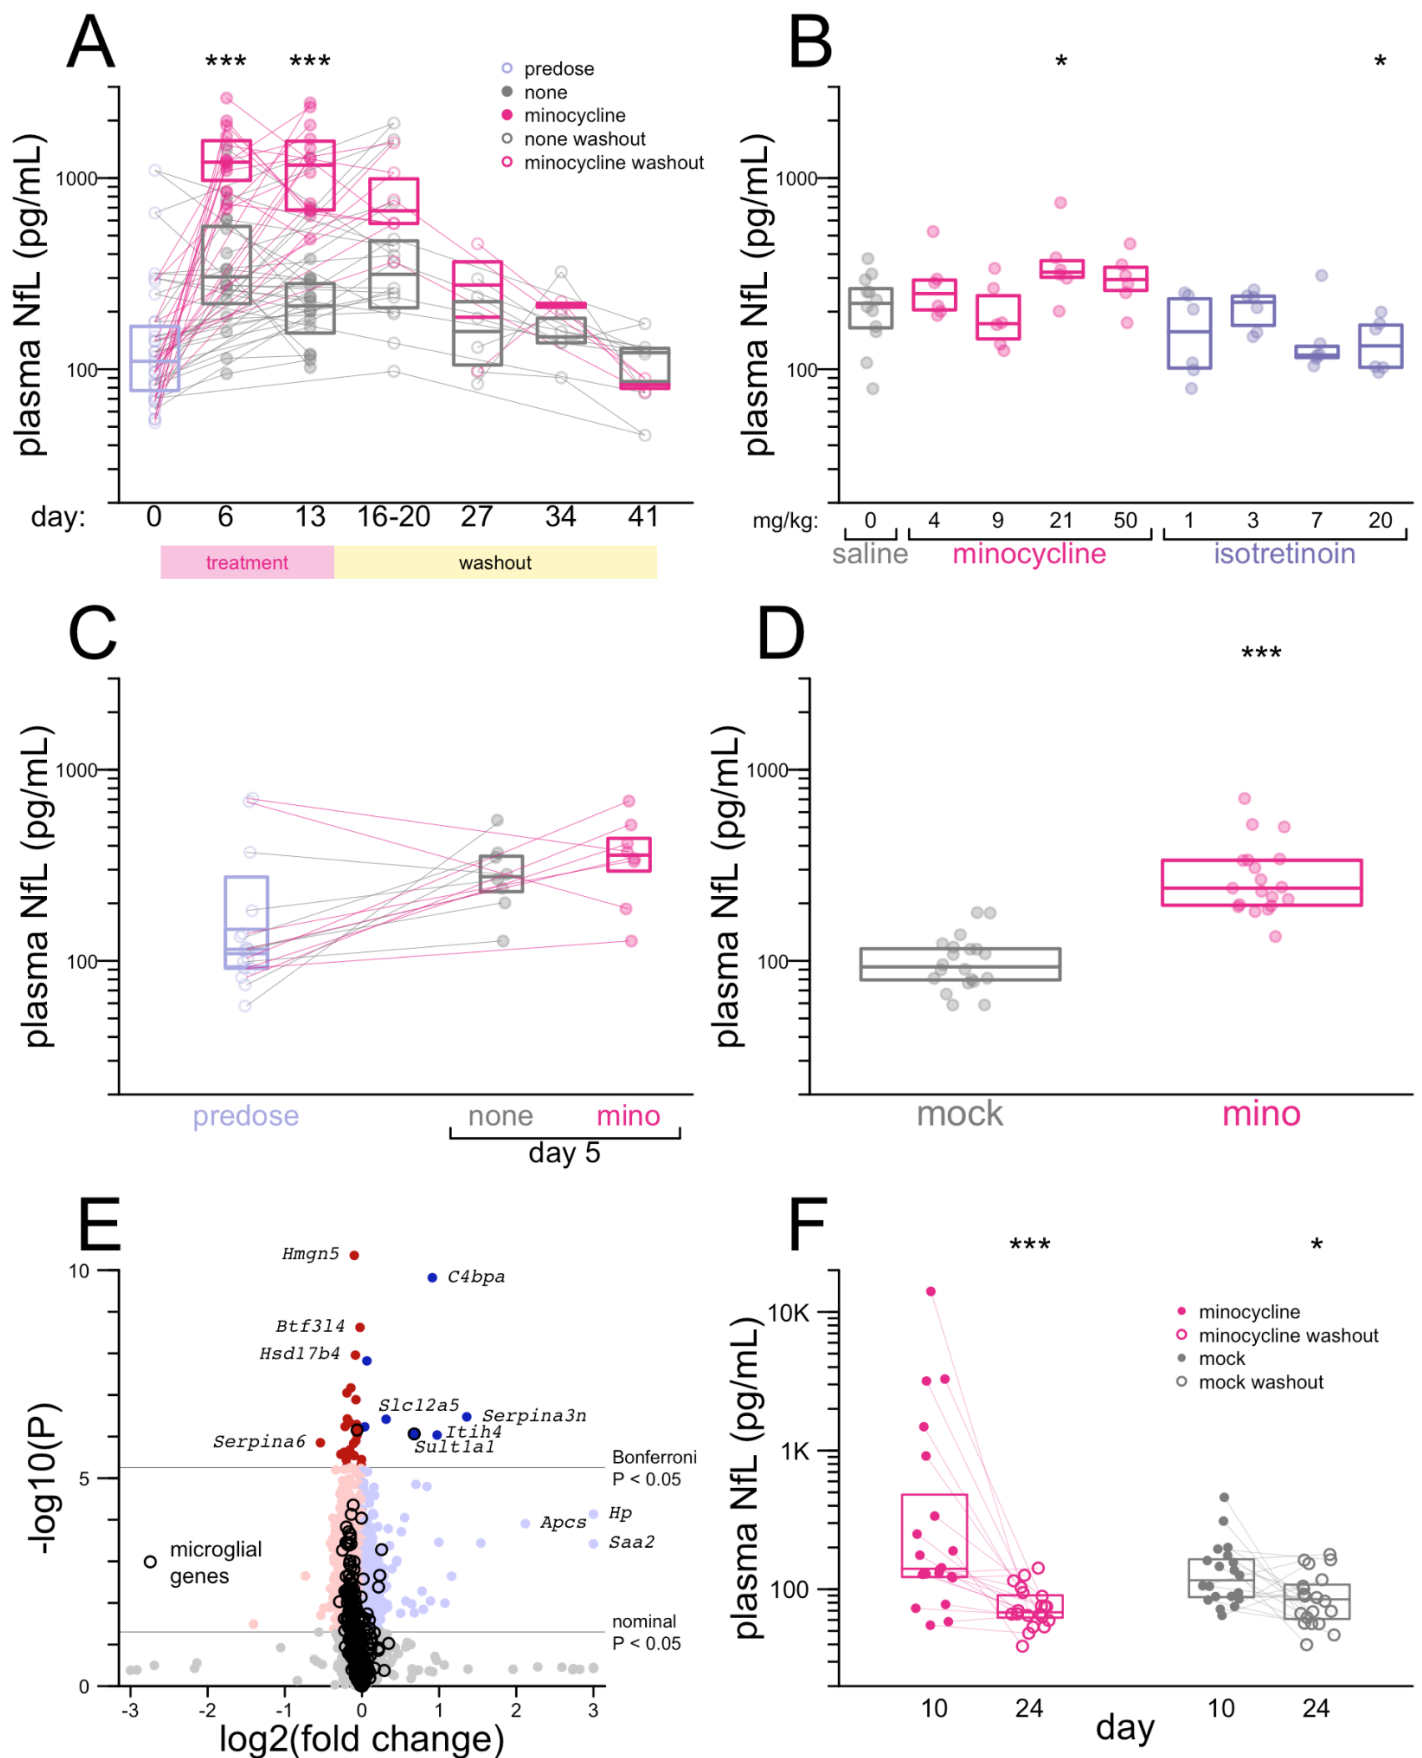 A
*** ***
predose
none
minocycline
none washout
minocycline washout
plasma NfL (pg/mL)
1000
100
day: 0 6 13 16-20 27 34 41
treatment washout
B
* *
plasma NfL (pg/mL)
1000
100
mg/kg: 0 4 9 21 50 1 3 7 20
saline minocycline isotretinoin
C
plasma NfL (pg/mL)
1000
100
predose none mino
day 5
D
***
plasma NfL (pg/mL)
1000
100
mock mino
E
-log10(P)
10
5
0
Hmgn5
C4bpa
Btf3l4
Hsd17b4
Slc12a5
Serpina3n
Itih4
Serpina6
Sult1a1
Bonferroni
P < 0.05
Hp
Apcs
Saa2
microglial
genes
nominal
P < 0.05
-3 -2 -1 0 1 2 3
log2(fold change)
F
*** *
plasma NfL (pg/mL)
10K
1K
100
minocycline
minocycline washout
mock
mock washout
10 24 10 24
day